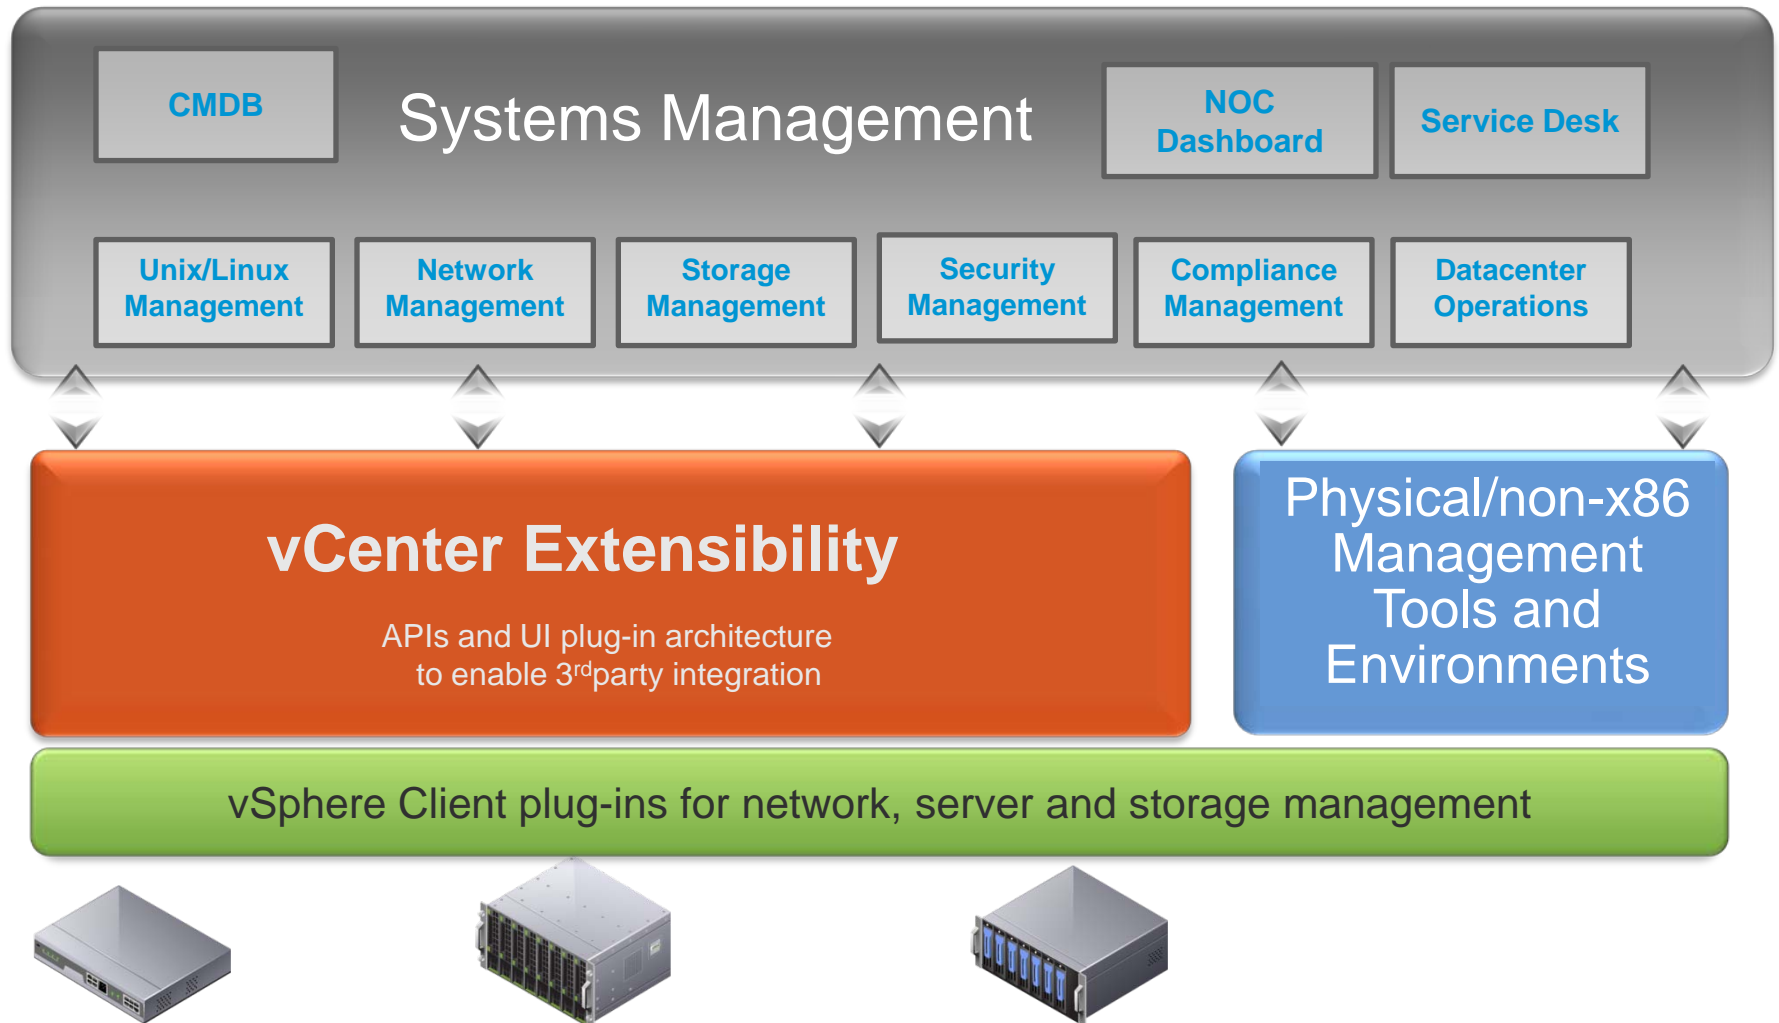 CMDB
Systems Management
NOC
Dashboard
Service Desk
Unix/Linux
Management
Network
Management
Storage
Management
Security
Management
Compliance
Management
Datacenter
Operations
vCenter Extensibility
APIs and UI plug-in architecture
to enable 3rdparty integration
Physical/non-x86
Management
Tools and
Environments
vSphere Client plug-ins for network, server and storage management